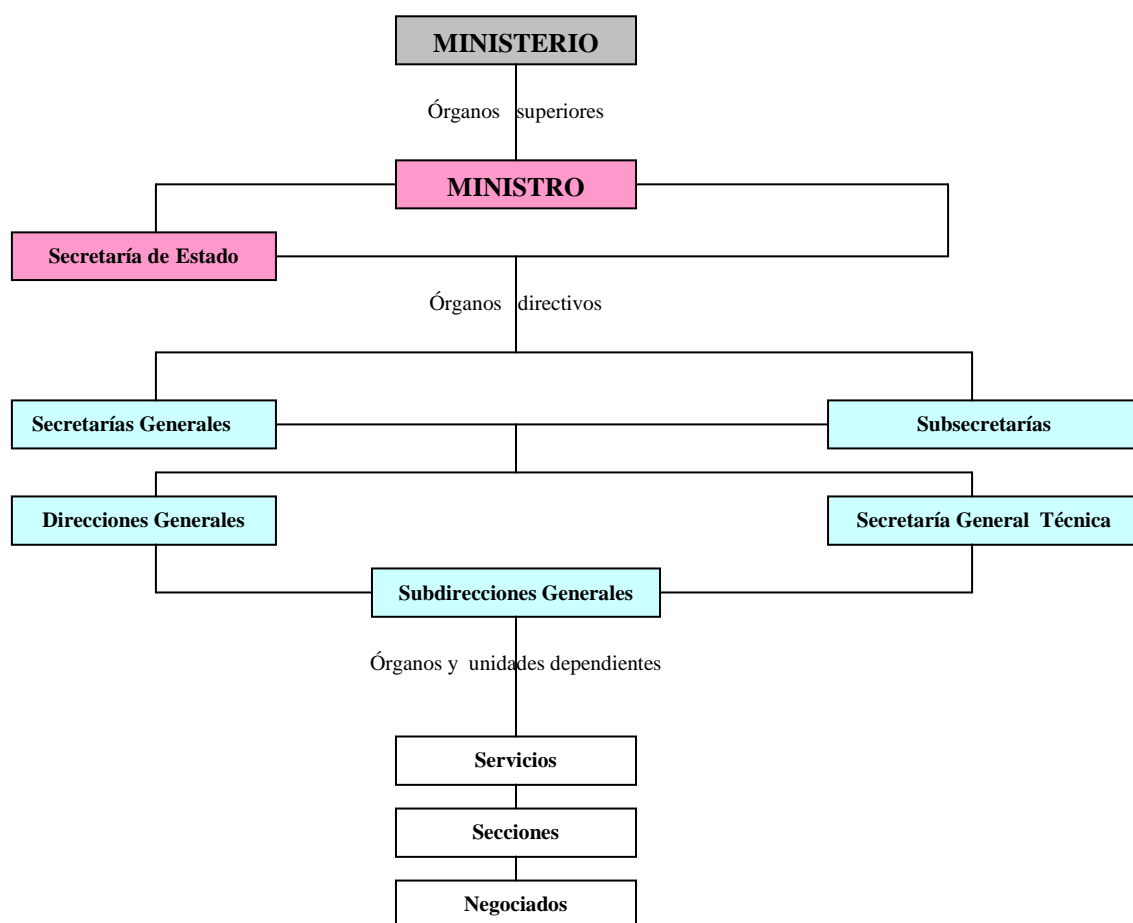 MINISTERIO
Órganos superiores
MINISTRO
Secretaría de Estado
Órganos directivos
Secretarías Generales
Subsecretarías
Direcciones Generales
Secretaría General Técnica
Subdirecciones Generales
Órganos y unidades dependientes
Servicios
Secciones
Negociados